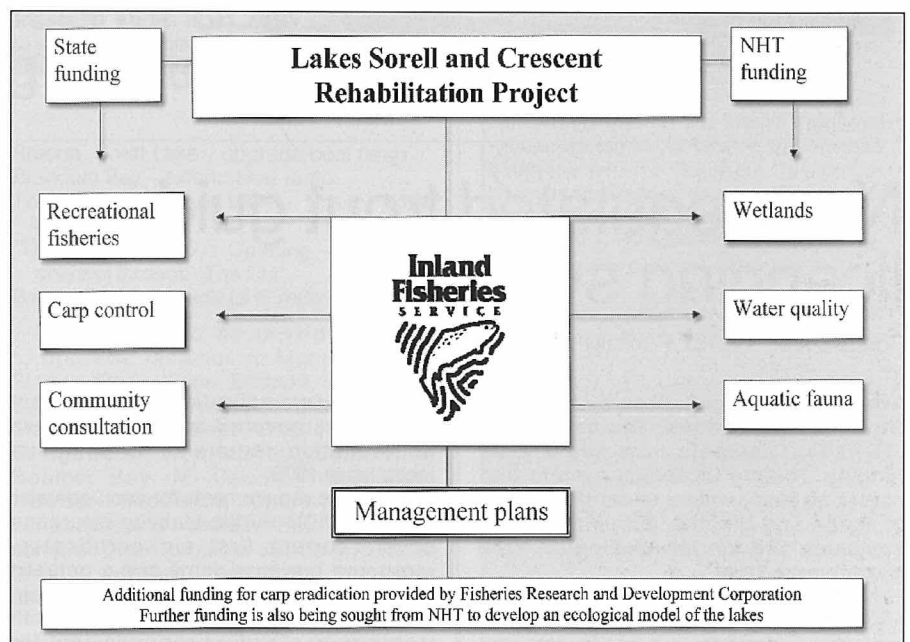 State
funding
Lakes Sorell and Crescent
Rehabilitation Project
NHT
funding
Recreational
fisheries
Carp control
Community
consultation
Inland
Fisheries
SERVICE
Wetlands
Water quality
Aquatic fauna
Management plans
Additional funding for carp eradication provided by Fisheries Research and Development Corporation
Further funding is also being sought from NHT to develop an ecological model of the lakes